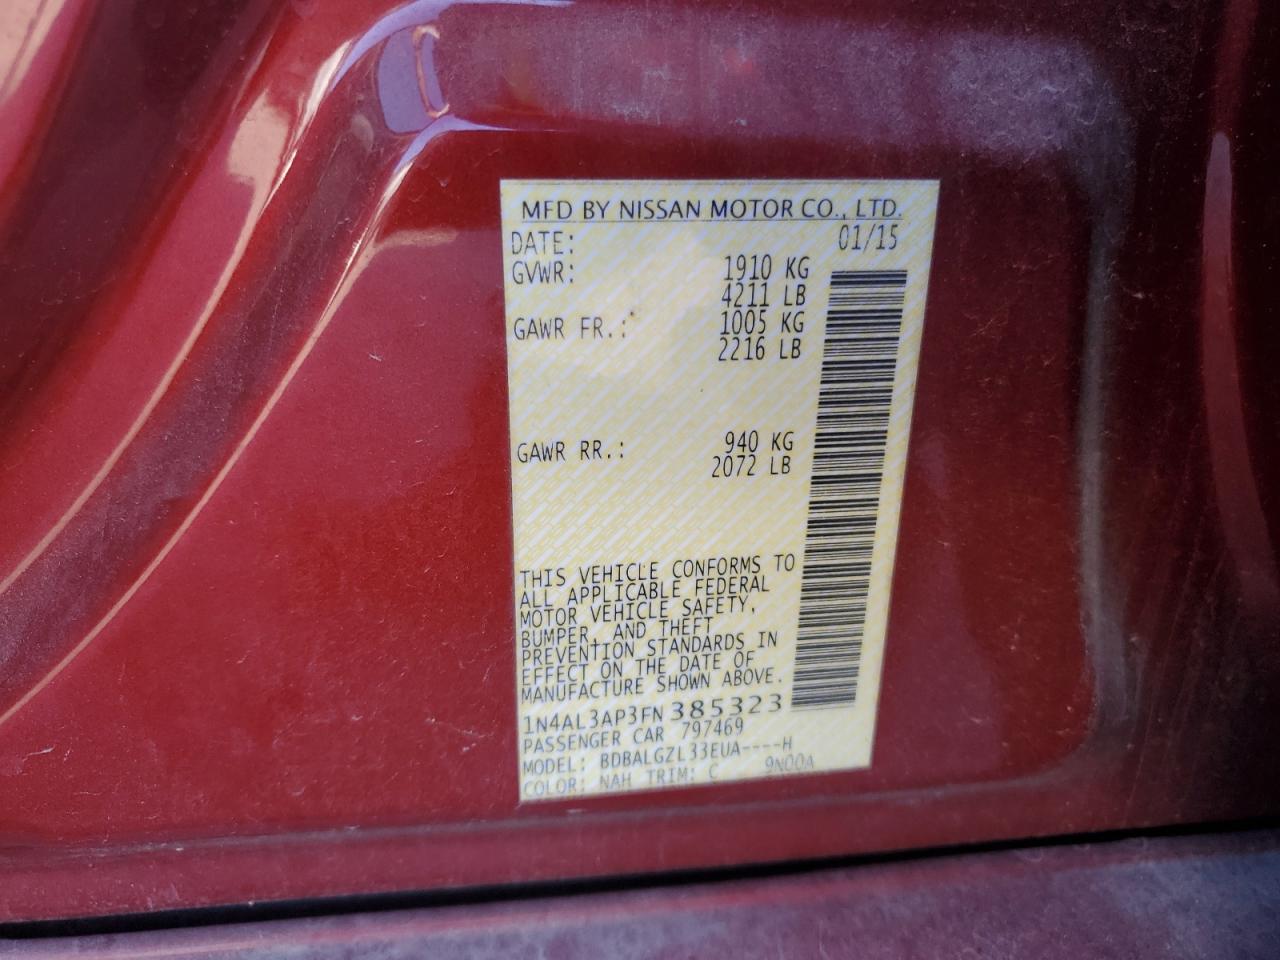 MFD BY NISSAN MOTOR CO., LTD.
DATE: 01/15
GVWR: 1910 KG
4211 LB
GAWR FR.: 1005 KG
2216 LB
GAWR RR.: 940 KG
2072 LB
THIS VEHICLE CONFORMS TO
ALL APPLICABLE FEDERAL
MOTOR VEHICLE SAFETY,
BUMPER, AND THEFT
PREVENTION STANDARDS IN
EFFECT ON THE DATE OF
MANUFACTURE SHOWN ABOVE.
1N4AL3AP3FN385323
PASSENGER CAR 797469
MODEL: BDBALGZL33EUA----H
COLOR: NAH TRIM: C 9N00A